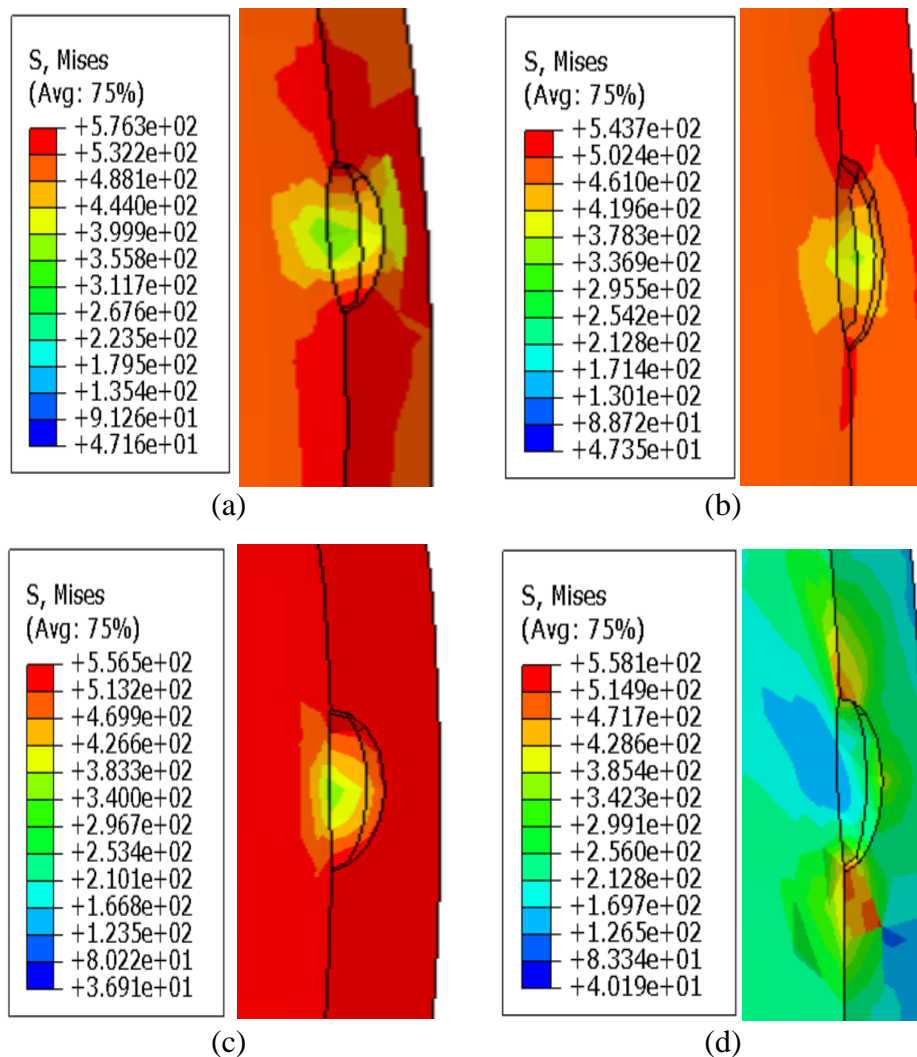 S, Mises
(Avg: 75%)
+5.763e+02
+5.322e+02
+4.881e+02
+4.440e+02
+3.999e+02
+3.558e+02
+3.117e+02
+2.676e+02
+2.235e+02
+1.795e+02
+1.354e+02
+9.126e+01
+4.716e+01
(a)
S, Mises
(Avg: 75%)
+5.437e+02
+5.024e+02
+4.610e+02
+4.196e+02
+3.783e+02
+3.369e+02
+2.955e+02
+2.542e+02
+2.128e+02
+1.714e+02
+1.301e+02
+8.872e+01
+4.735e+01
(b)
S, Mises
(Avg: 75%)
+5.565e+02
+5.132e+02
+4.699e+02
+4.266e+02
+3.833e+02
+3.400e+02
+2.967e+02
+2.534e+02
+2.101e+02
+1.668e+02
+1.235e+02
+8.022e+01
+3.691e+01
(c)
S, Mises
(Avg: 75%)
+5.581e+02
+5.149e+02
+4.717e+02
+4.286e+02
+3.854e+02
+3.423e+02
+2.991e+02
+2.560e+02
+2.128e+02
+1.697e+02
+1.265e+02
+8.334e+01
+4.019e+01
(d)